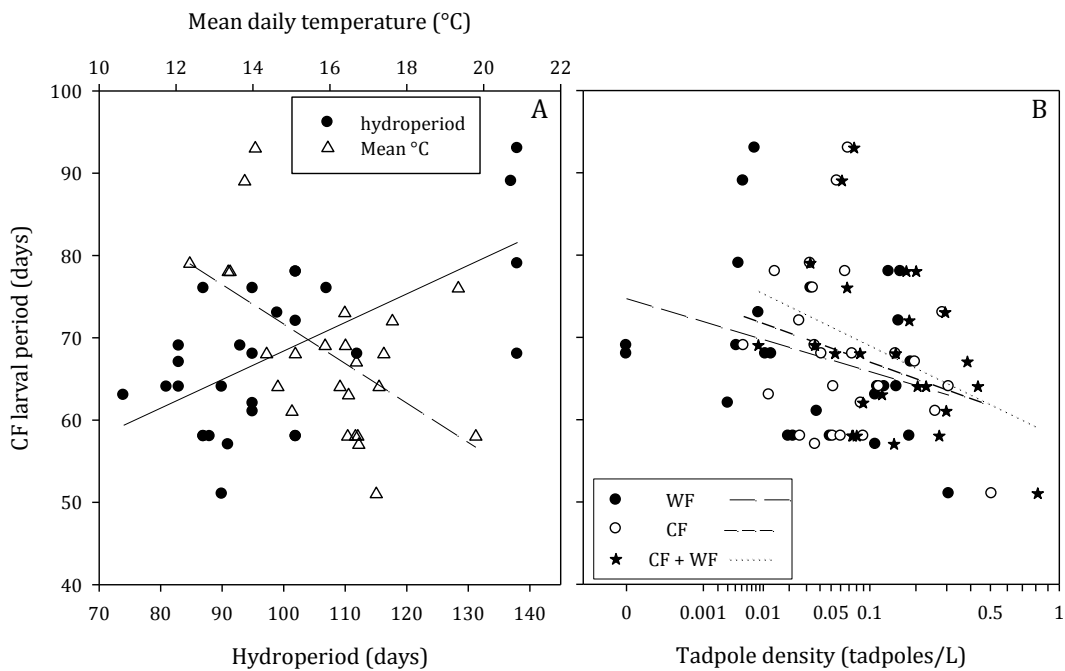 Mean daily temperature (°C)
10 12 14 16 18 20 22
100
90
80
70
60
50
40
CF larval period (days)
A
hydroperiod
Mean °C
70 80 90 100 110 120 130 140
Hydroperiod (days)
B
WF
CF
CF + WF
0 0.001 0.01 0.05 0.1 0.5 1
Tadpole density (tadpoles/L)